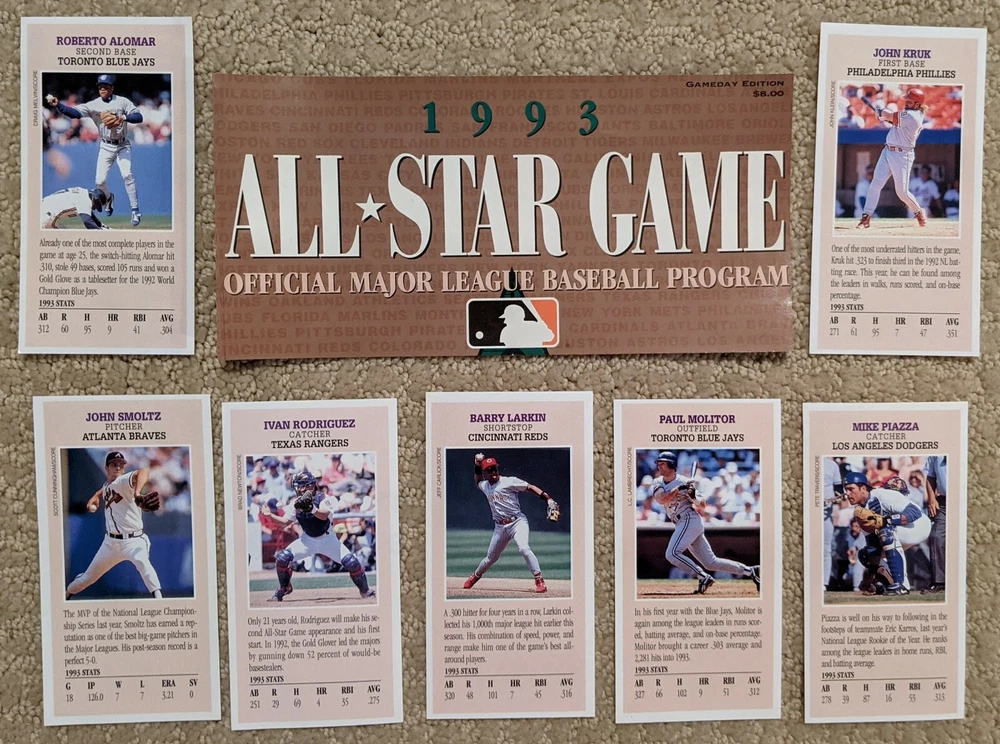 ROBERTO ALOMAR
SECOND BASE
TORONTO BLUE JAYS
CRAIG MELVIN/SCORE
Already one of the most complete players in the
game at age 25, the switch-hitting Alomar hit
.310, stole 49 bases, scored 105 runs and won a
Gold Glove as a tablesetter for the 1992 World
Champion Blue Jays.
1993 STATS
AB R H HR RBI AVG
312 60 95 9 41 .304
GAMEDAY EDITION
$8.00
1993
ALL★STAR GAME
OFFICIAL MAJOR LEAGUE BASEBALL PROGRAM
JOHN KRUK
FIRST BASE
PHILADELPHIA PHILLIES
JOHN KLEIN/SCORE
One of the most underrated hitters in the game,
Kruk hit .323 to finish third in the 1992 NL bat-
ting race. This year, he can be found among
the leaders in walks, runs scored, and on-base
percentage.
1993 STATS
AB R H HR RBI AVG
271 61 95 7 47 .351
JOHN SMOLTZ
PITCHER
ATLANTA BRAVES
SCOTT CUNNINGHAM/SCORE
The MVP of the National League Champion-
ship Series last year, Smoltz has earned a rep-
utation as one of the best big-game pitchers in
the Major Leagues. His post-season record is a
perfect 5-0.
1993 STATS
G IP W L ERA SV
18 126.0 7 7 3.21 0
IVAN RODRIGUEZ
CATCHER
TEXAS RANGERS
BRAD NEWTON/SCORE
Only 21 years old, Rodriguez will make his se-
cond All-Star Game appearance and his first
start. In 1992, the Gold Glover led the majors
by gunning down 52 percent of would-be
basestealers.
1993 STATS
AB R H HR RBI AVG
251 29 69 4 35 .275
BARRY LARKIN
SHORTSTOP
CINCINNATI REDS
JEFF CARLICK/SCORE
A .300 hitter for four years in a row, Larkin col-
lected his 1,000th major league hit earlier this
season. His combination of speed, power, and
range make him one of the game's best all-
around players.
1993 STATS
AB R H HR RBI AVG
320 48 101 7 45 .316
PAUL MOLITOR
OUTFIELD
TORONTO BLUE JAYS
In his first year with the Blue Jays, Molitor is
again among the league leaders in runs scor-
ed, batting average, and on-base percentage.
Molitor brought a career .303 average and
2,281 hits into 1993.
1993 STATS
AB R H HR RBI AVG
327 66 102 9 51 .312
MIKE PIAZZA
CATCHER
LOS ANGELES DODGERS
PETE TRAVERS/SCORE
Piazza is well on his way to following in the
footsteps of teammate Eric Karros, last year's
National League Rookie of the Year. He ranks
among the league leaders in home runs, RBI,
and batting average.
1993 STATS
AB R H HR RBI AVG
278 39 87 16 55 .313